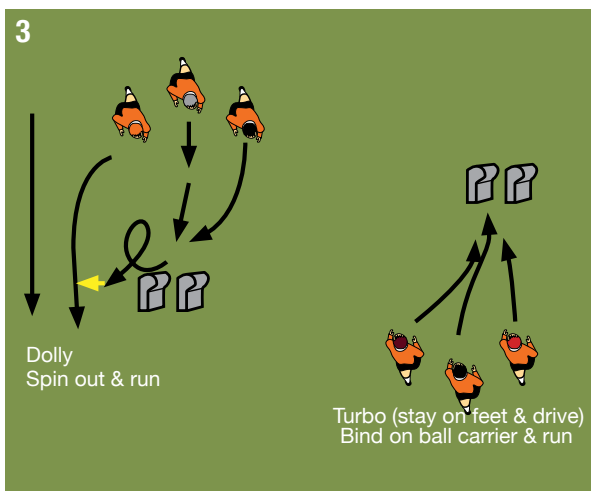 3
Dolly
Spin out & run
Turbo (stay on feet & drive)
Bind on ball carrier & run